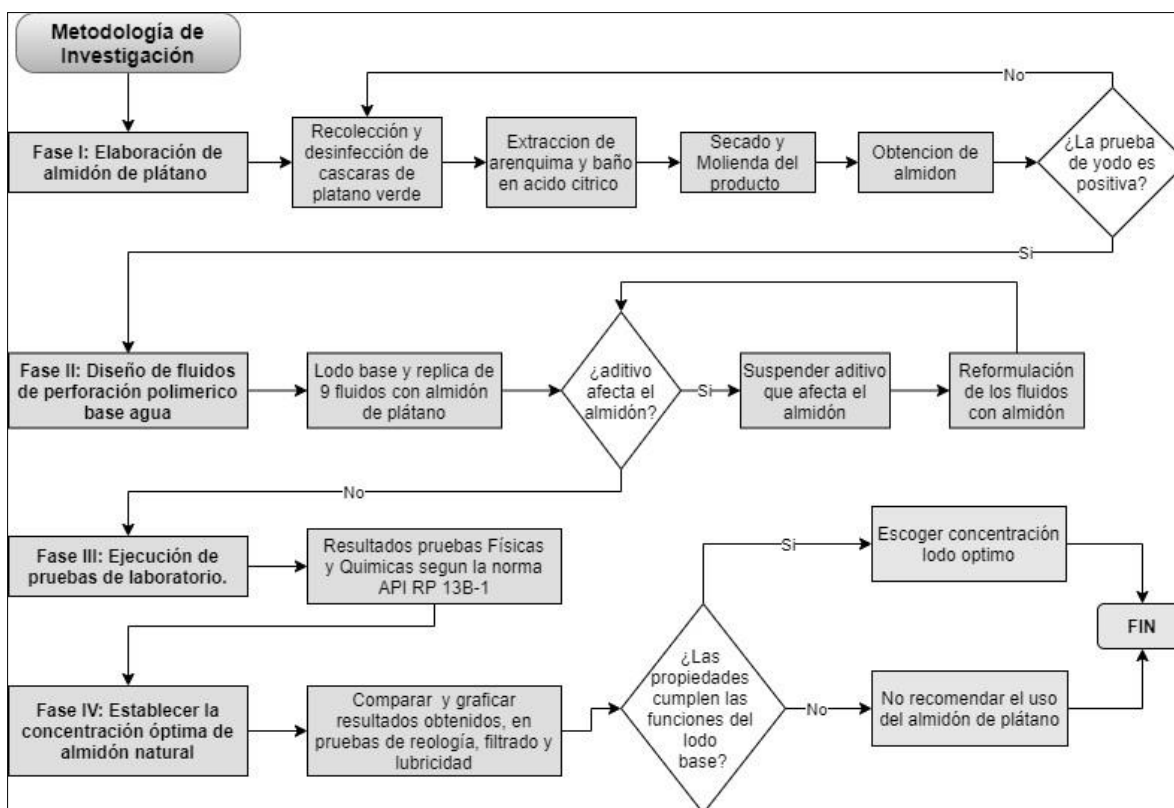 Metodología de
Investigación
No
Fase I: Elaboración de
almidón de plátano
Recolección y
desinfección de
cascaras de
platano verde
Extraccion de
arenquima y baño
en acido citrico
Secado y
Molienda del
producto
Obtencion de
almidon
¿La prueba
de yodo es
positiva?
Si
Fase II: Diseño de fluidos
de perforación polimerico
base agua
Lodo base y replica de
9 fluidos con almidón
de plátano
¿aditivo
afecta el
almidón?
Si
Suspender aditivo
que afecta el
almidón
Reformulación
de los fluidos
con almidón
No
Fase III: Ejecución de
pruebas de laboratorio.
Resultados pruebas Físicas
y Quimicas segun la norma
API RP 13B-1
Si
Escoger concentración
lodo optimo
FIN
Fase IV: Establecer la
concentración óptima de
almidón natural
Comparar y graficar
resultados obtenidos, en
pruebas de reología, filtrado y
lubricidad
¿Las
propiedades
cumplen las
funciones del
lodo
base?
No
No recomendar el uso
del almidón de plátano